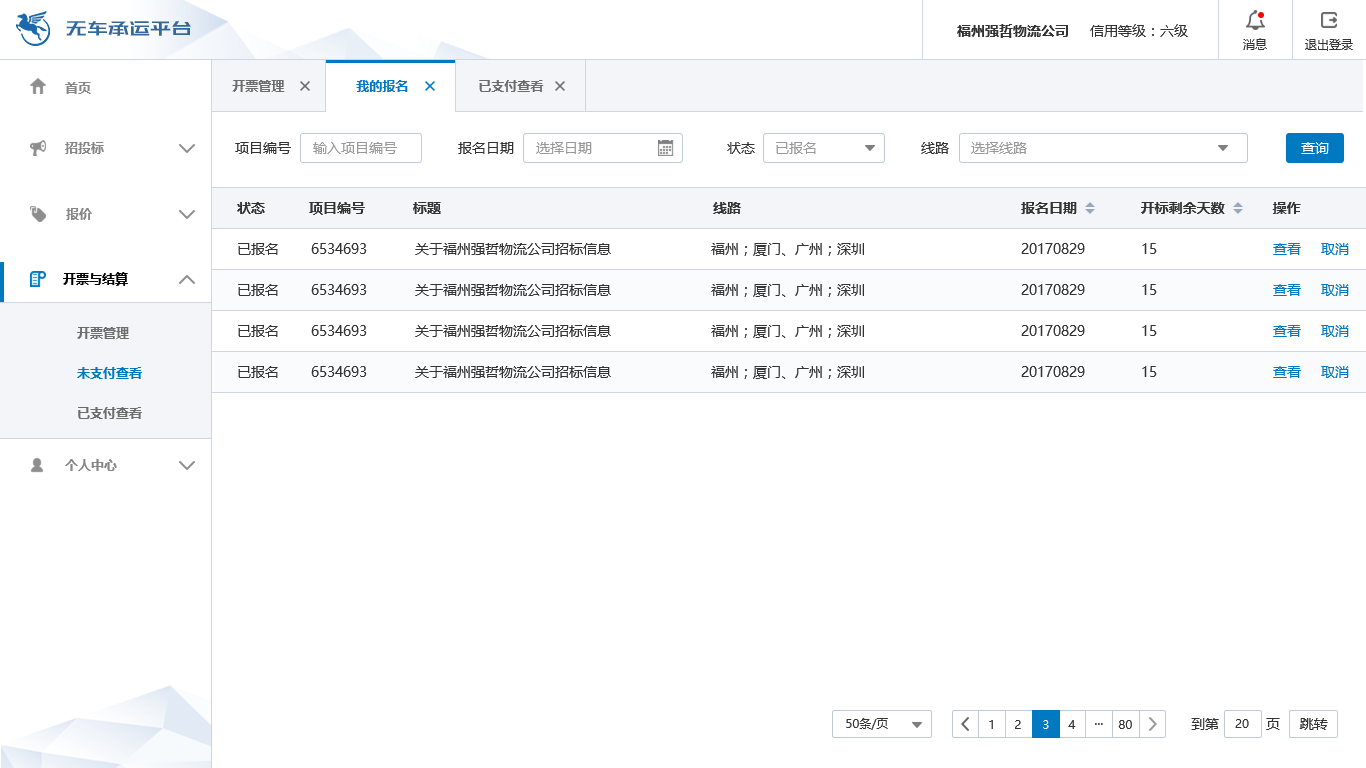 无车承运平台
福州强哲物流公司 信用等级：六级
消息
退出登录
首页
招投标
报价
开票与结算
开票管理
未支付查看
已支付查看
个人中心
开票管理 我的报名 已支付查看
项目编号 输入项目编号 报名日期 选择日期 状态 已报名 线路 选择线路 查询
状态 项目编号 标题 线路 报名日期 开标剩余天数 操作
已报名 6534693 关于福州强哲物流公司招标信息 福州；厦门、广州；深圳 20170829 15 查看 取消
已报名 6534693 关于福州强哲物流公司招标信息 福州；厦门、广州；深圳 20170829 15 查看 取消
已报名 6534693 关于福州强哲物流公司招标信息 福州；厦门、广州；深圳 20170829 15 查看 取消
已报名 6534693 关于福州强哲物流公司招标信息 福州；厦门、广州；深圳 20170829 15 查看 取消
50条/页 1 2 3 4 ··· 80 到第 20 页 跳转